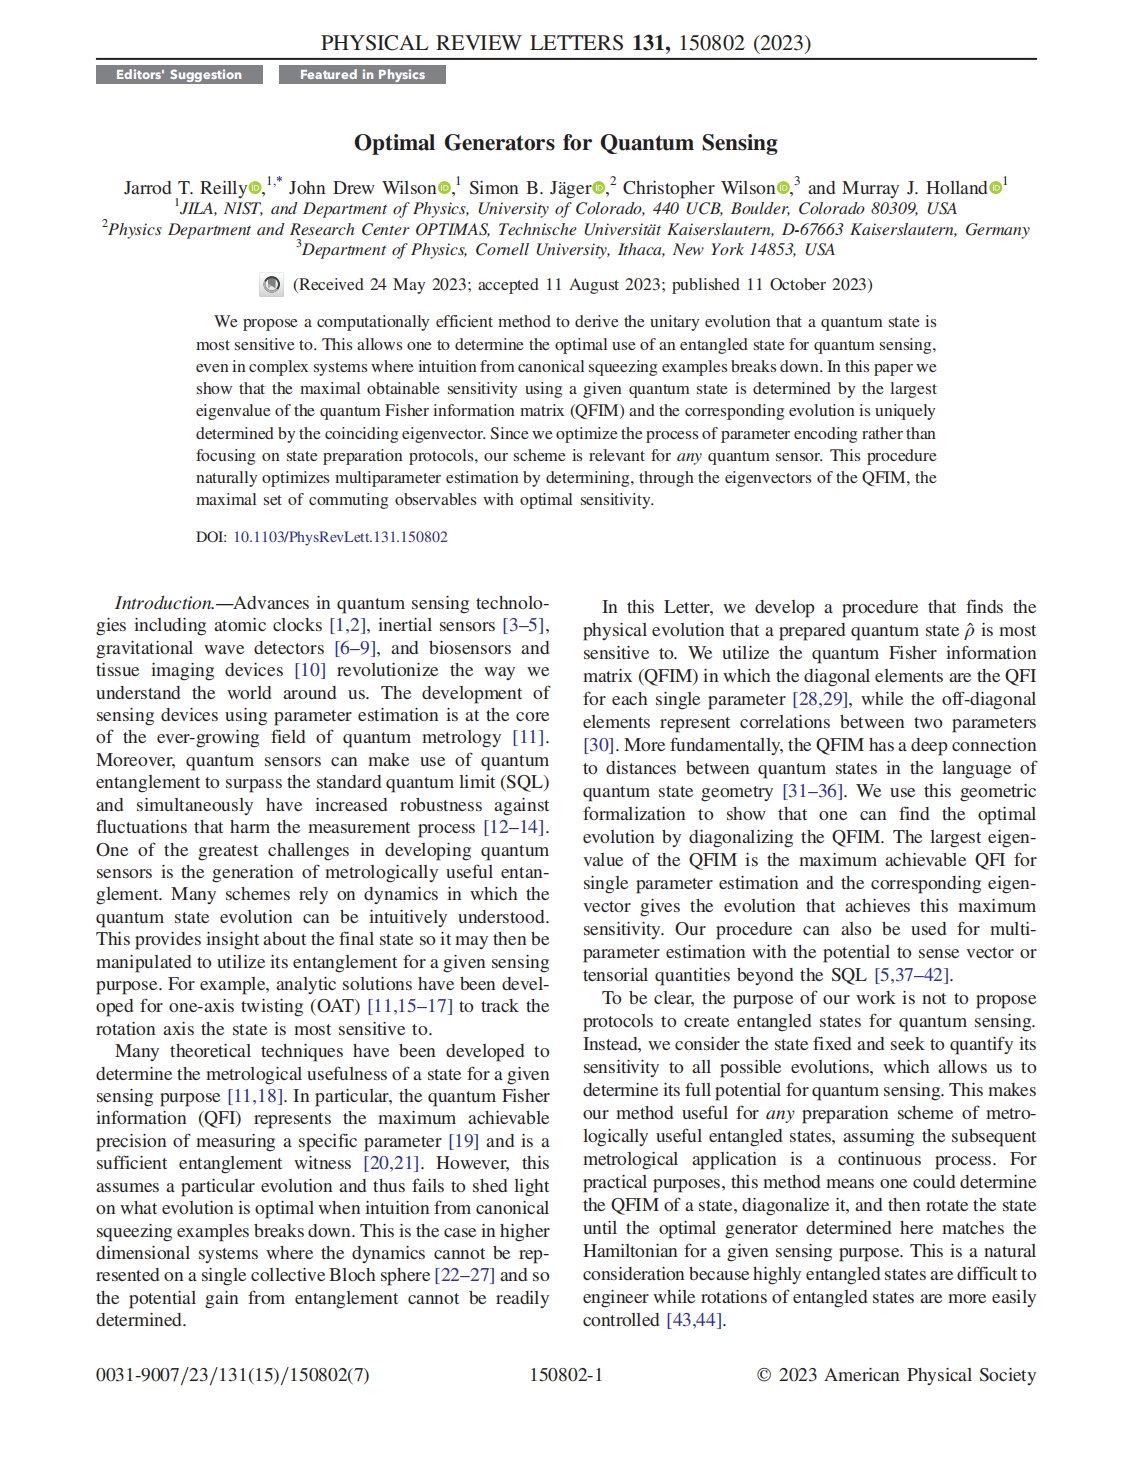 PHYSICAL REVIEW LETTERS 131, 150802 (2023)
Editors' Suggestion
Featured in Physics
Optimal Generators for Quantum Sensing
Jarrod T. Reilly,1,* John Drew Wilson,1 Simon B. Jäger,2 Christopher Wilson,3 and Murray J. Holland1
1JILA, NIST, and Department of Physics, University of Colorado, 440 UCB, Boulder, Colorado 80309, USA
2Physics Department and Research Center OPTIMAS, Technische Universität Kaiserslautern, D-67663 Kaiserslautern, Germany
3Department of Physics, Cornell University, Ithaca, New York 14853, USA
(Received 24 May 2023; accepted 11 August 2023; published 11 October 2023)
We propose a computationally efficient method to derive the unitary evolution that a quantum state is
most sensitive to. This allows one to determine the optimal use of an entangled state for quantum sensing,
even in complex systems where intuition from canonical squeezing examples breaks down. In this paper we
show that the maximal obtainable sensitivity using a given quantum state is determined by the largest
eigenvalue of the quantum Fisher information matrix (QFIM) and the corresponding evolution is uniquely
determined by the coinciding eigenvector. Since we optimize the process of parameter encoding rather than
focusing on state preparation protocols, our scheme is relevant for any quantum sensor. This procedure
naturally optimizes multiparameter estimation by determining, through the eigenvectors of the QFIM, the
maximal set of commuting observables with optimal sensitivity.
DOI: 10.1103/PhysRevLett.131.150802
Introduction.—Advances in quantum sensing technolo-
gies including atomic clocks [1,2], inertial sensors [3–5],
gravitational wave detectors [6–9], and biosensors and
tissue imaging devices [10] revolutionize the way we
understand the world around us. The development of
sensing devices using parameter estimation is at the core
of the ever-growing field of quantum metrology [11].
Moreover, quantum sensors can make use of quantum
entanglement to surpass the standard quantum limit (SQL)
and simultaneously have increased robustness against
fluctuations that harm the measurement process [12–14].
One of the greatest challenges in developing quantum
sensors is the generation of metrologically useful entan-
glement. Many schemes rely on dynamics in which the
quantum state evolution can be intuitively understood.
This provides insight about the final state so it may then be
manipulated to utilize its entanglement for a given sensing
purpose. For example, analytic solutions have been devel-
oped for one-axis twisting (OAT) [11,15–17] to track the
rotation axis the state is most sensitive to.
Many theoretical techniques have been developed to
determine the metrological usefulness of a state for a given
sensing purpose [11,18]. In particular, the quantum Fisher
information (QFI) represents the maximum achievable
precision of measuring a specific parameter [19] and is a
sufficient entanglement witness [20,21]. However, this
assumes a particular evolution and thus fails to shed light
on what evolution is optimal when intuition from canonical
squeezing examples breaks down. This is the case in higher
dimensional systems where the dynamics cannot be rep-
resented on a single collective Bloch sphere [22–27] and so
the potential gain from entanglement cannot be readily
determined.
In this Letter, we develop a procedure that finds the
physical evolution that a prepared quantum state ρ̂ is most
sensitive to. We utilize the quantum Fisher information
matrix (QFIM) in which the diagonal elements are the QFI
for each single parameter [28,29], while the off-diagonal
elements represent correlations between two parameters
[30]. More fundamentally, the QFIM has a deep connection
to distances between quantum states in the language of
quantum state geometry [31–36]. We use this geometric
formalization to show that one can find the optimal
evolution by diagonalizing the QFIM. The largest eigen-
value of the QFIM is the maximum achievable QFI for
single parameter estimation and the corresponding eigen-
vector gives the evolution that achieves this maximum
sensitivity. Our procedure can also be used for multi-
parameter estimation with the potential to sense vector or
tensorial quantities beyond the SQL [5,37–42].
To be clear, the purpose of our work is not to propose
protocols to create entangled states for quantum sensing.
Instead, we consider the state fixed and seek to quantify its
sensitivity to all possible evolutions, which allows us to
determine its full potential for quantum sensing. This makes
our method useful for any preparation scheme of metro-
logically useful entangled states, assuming the subsequent
metrological application is a continuous process. For
practical purposes, this method means one could determine
the QFIM of a state, diagonalize it, and then rotate the state
until the optimal generator determined here matches the
Hamiltonian for a given sensing purpose. This is a natural
consideration because highly entangled states are difficult to
engineer while rotations of entangled states are more easily
controlled [43,44].
0031-9007/23/131(15)/150802(7)
150802-1
© 2023 American Physical Society